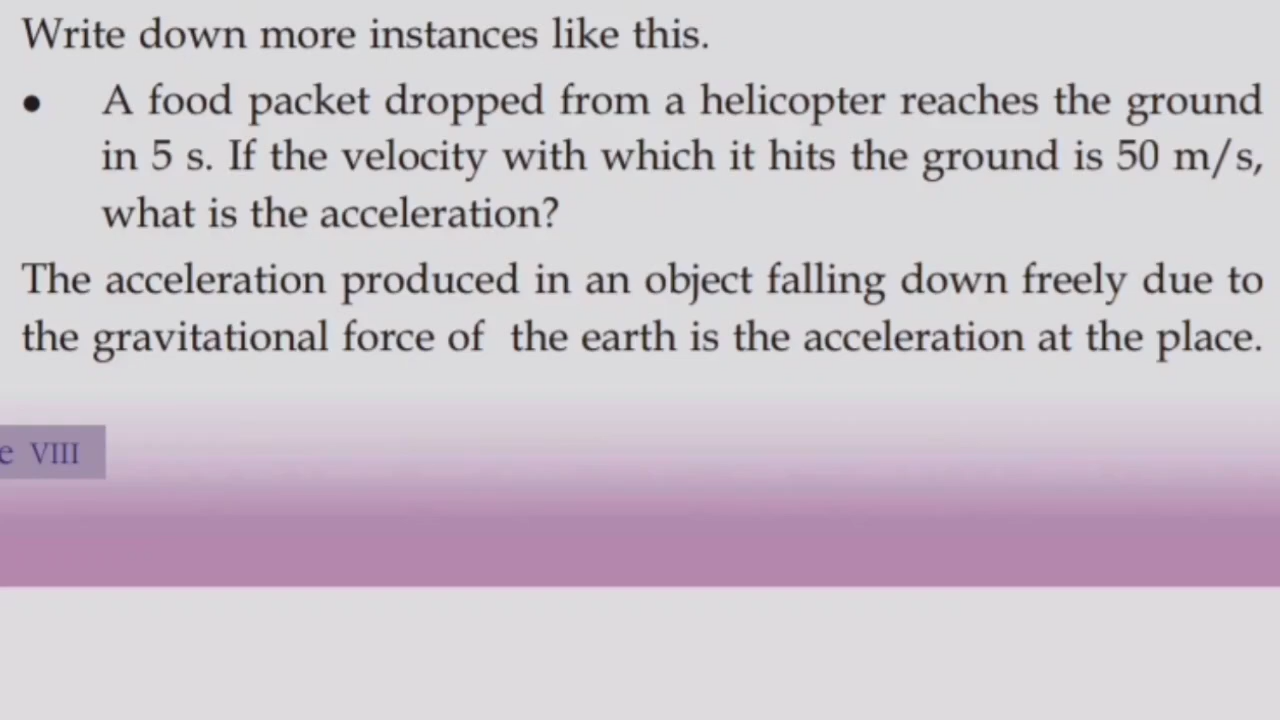 Write down more instances like this.
● A food packet dropped from a helicopter reaches the ground
in 5 s. If the velocity with which it hits the ground is 50 m/s,
what is the acceleration?
The acceleration produced in an object falling down freely due to
the gravitational force of the earth is the acceleration at the place.
e VIII